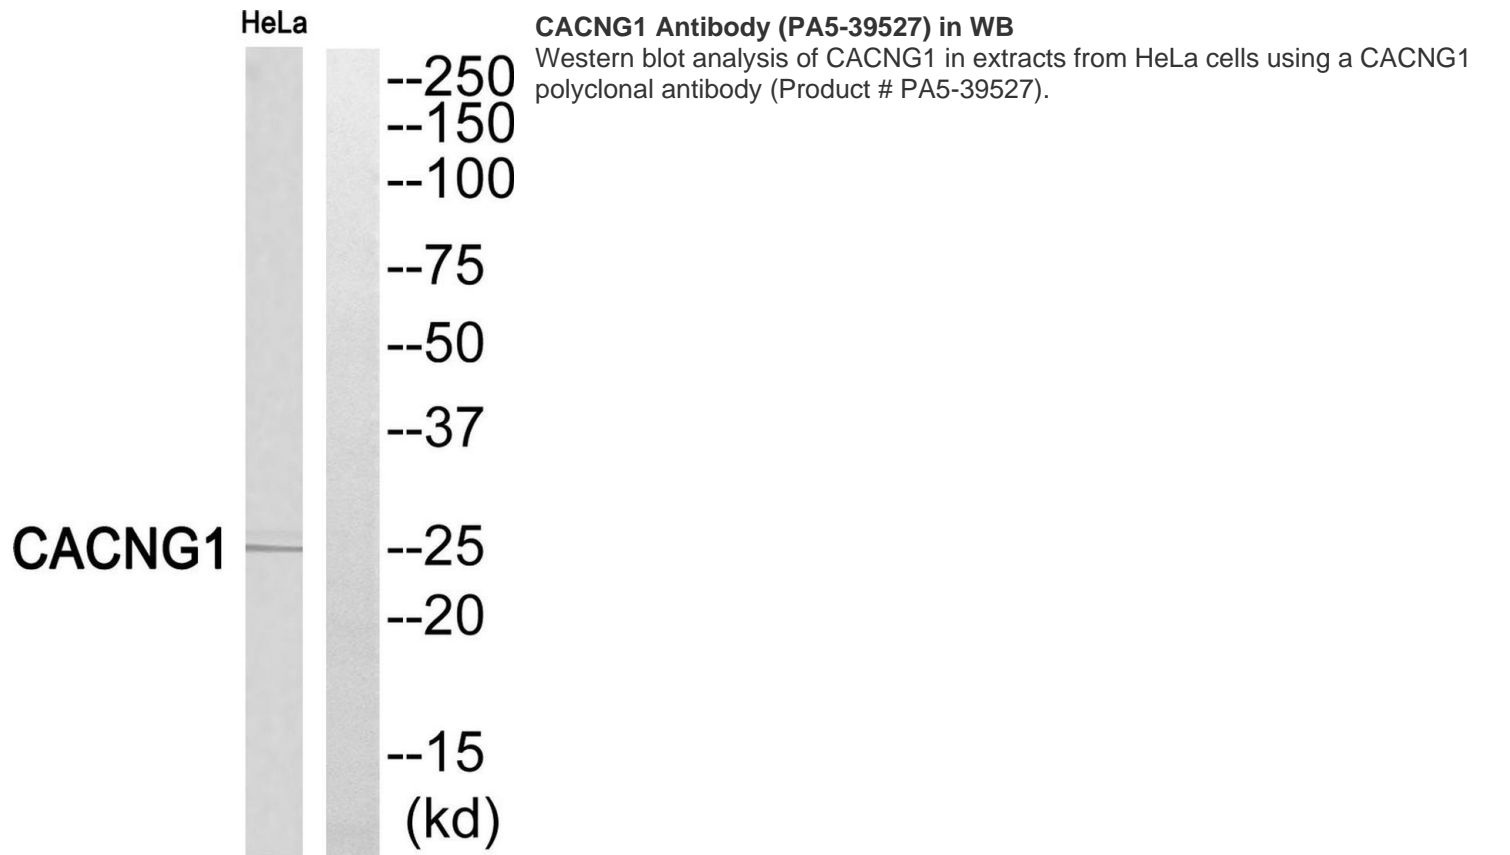 HeLa
CACNG1 Antibody (PA5-39527) in WB
Western blot analysis of CACNG1 in extracts from HeLa cells using a CACNG1
polyclonal antibody (Product # PA5-39527).
--250
--150
--100
--75
--50
--37
CACNG1
--25
--20
--15
(kd)